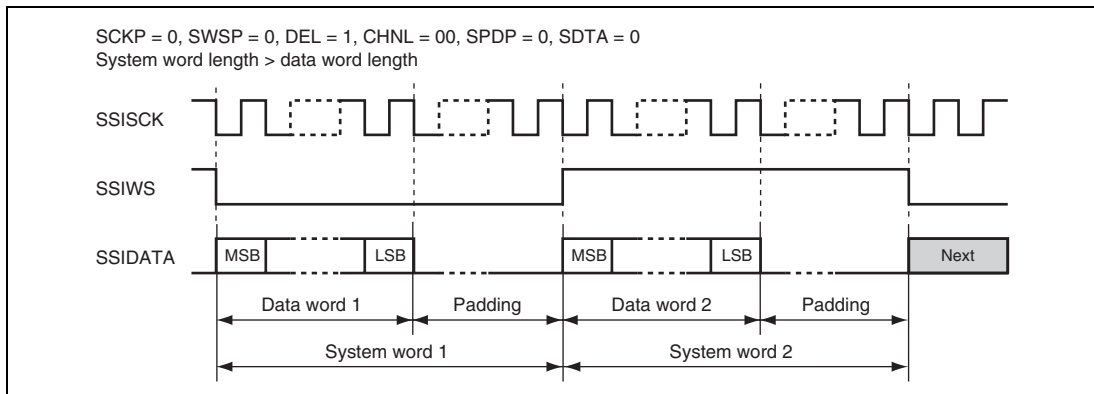 SCKP = 0, SWSP = 0, DEL = 1, CHNL = 00, SPDP = 0, SDTA = 0
System word length > data word length
SSISCK
SSIWS
SSIDATA
MSB
LSB
MSB
LSB
Next
Data word 1
Padding
Data word 2
Padding
System word 1
System word 2